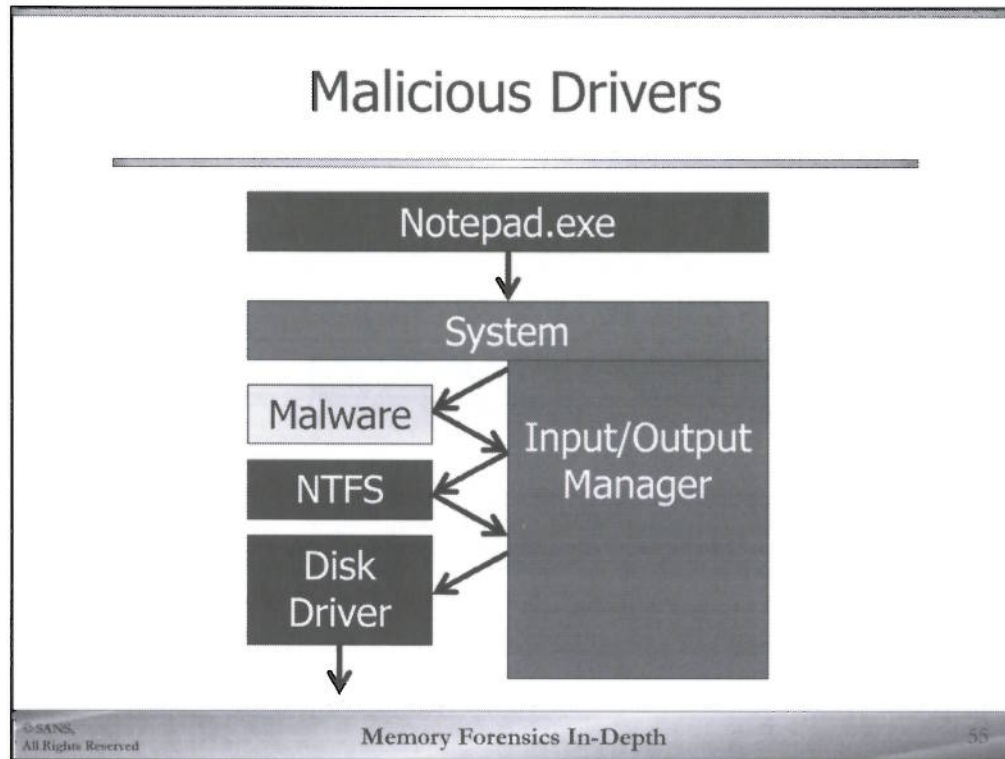 Malicious Drivers
Notepad.exe
System
Malware
Input/Output
Manager
NTFS
Disk
Driver
©SANS,
All Rights Reserved
Memory Forensics In-Depth
55